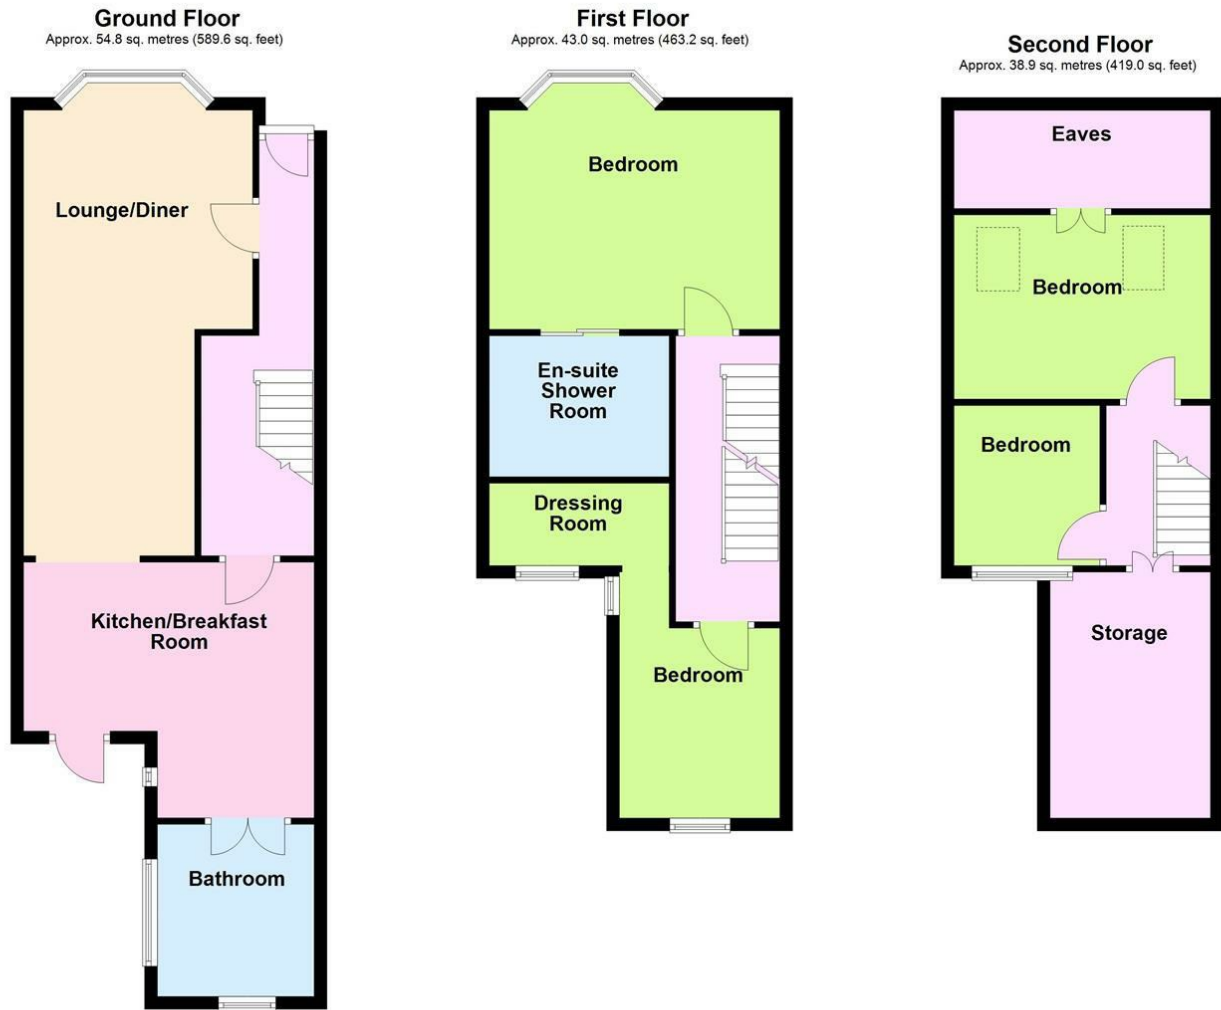 Ground Floor
Approx. 54.8 sq. metres (589.6 sq. feet)
Lounge/Diner
Kitchen/Breakfast
Room
Bathroom
First Floor
Approx. 43.0 sq. metres (463.2 sq. feet)
Bedroom
En-suite
Shower
Room
Dressing
Room
Bedroom
Second Floor
Approx. 38.9 sq. metres (419.0 sq. feet)
Eaves
Bedroom
Bedroom
Storage